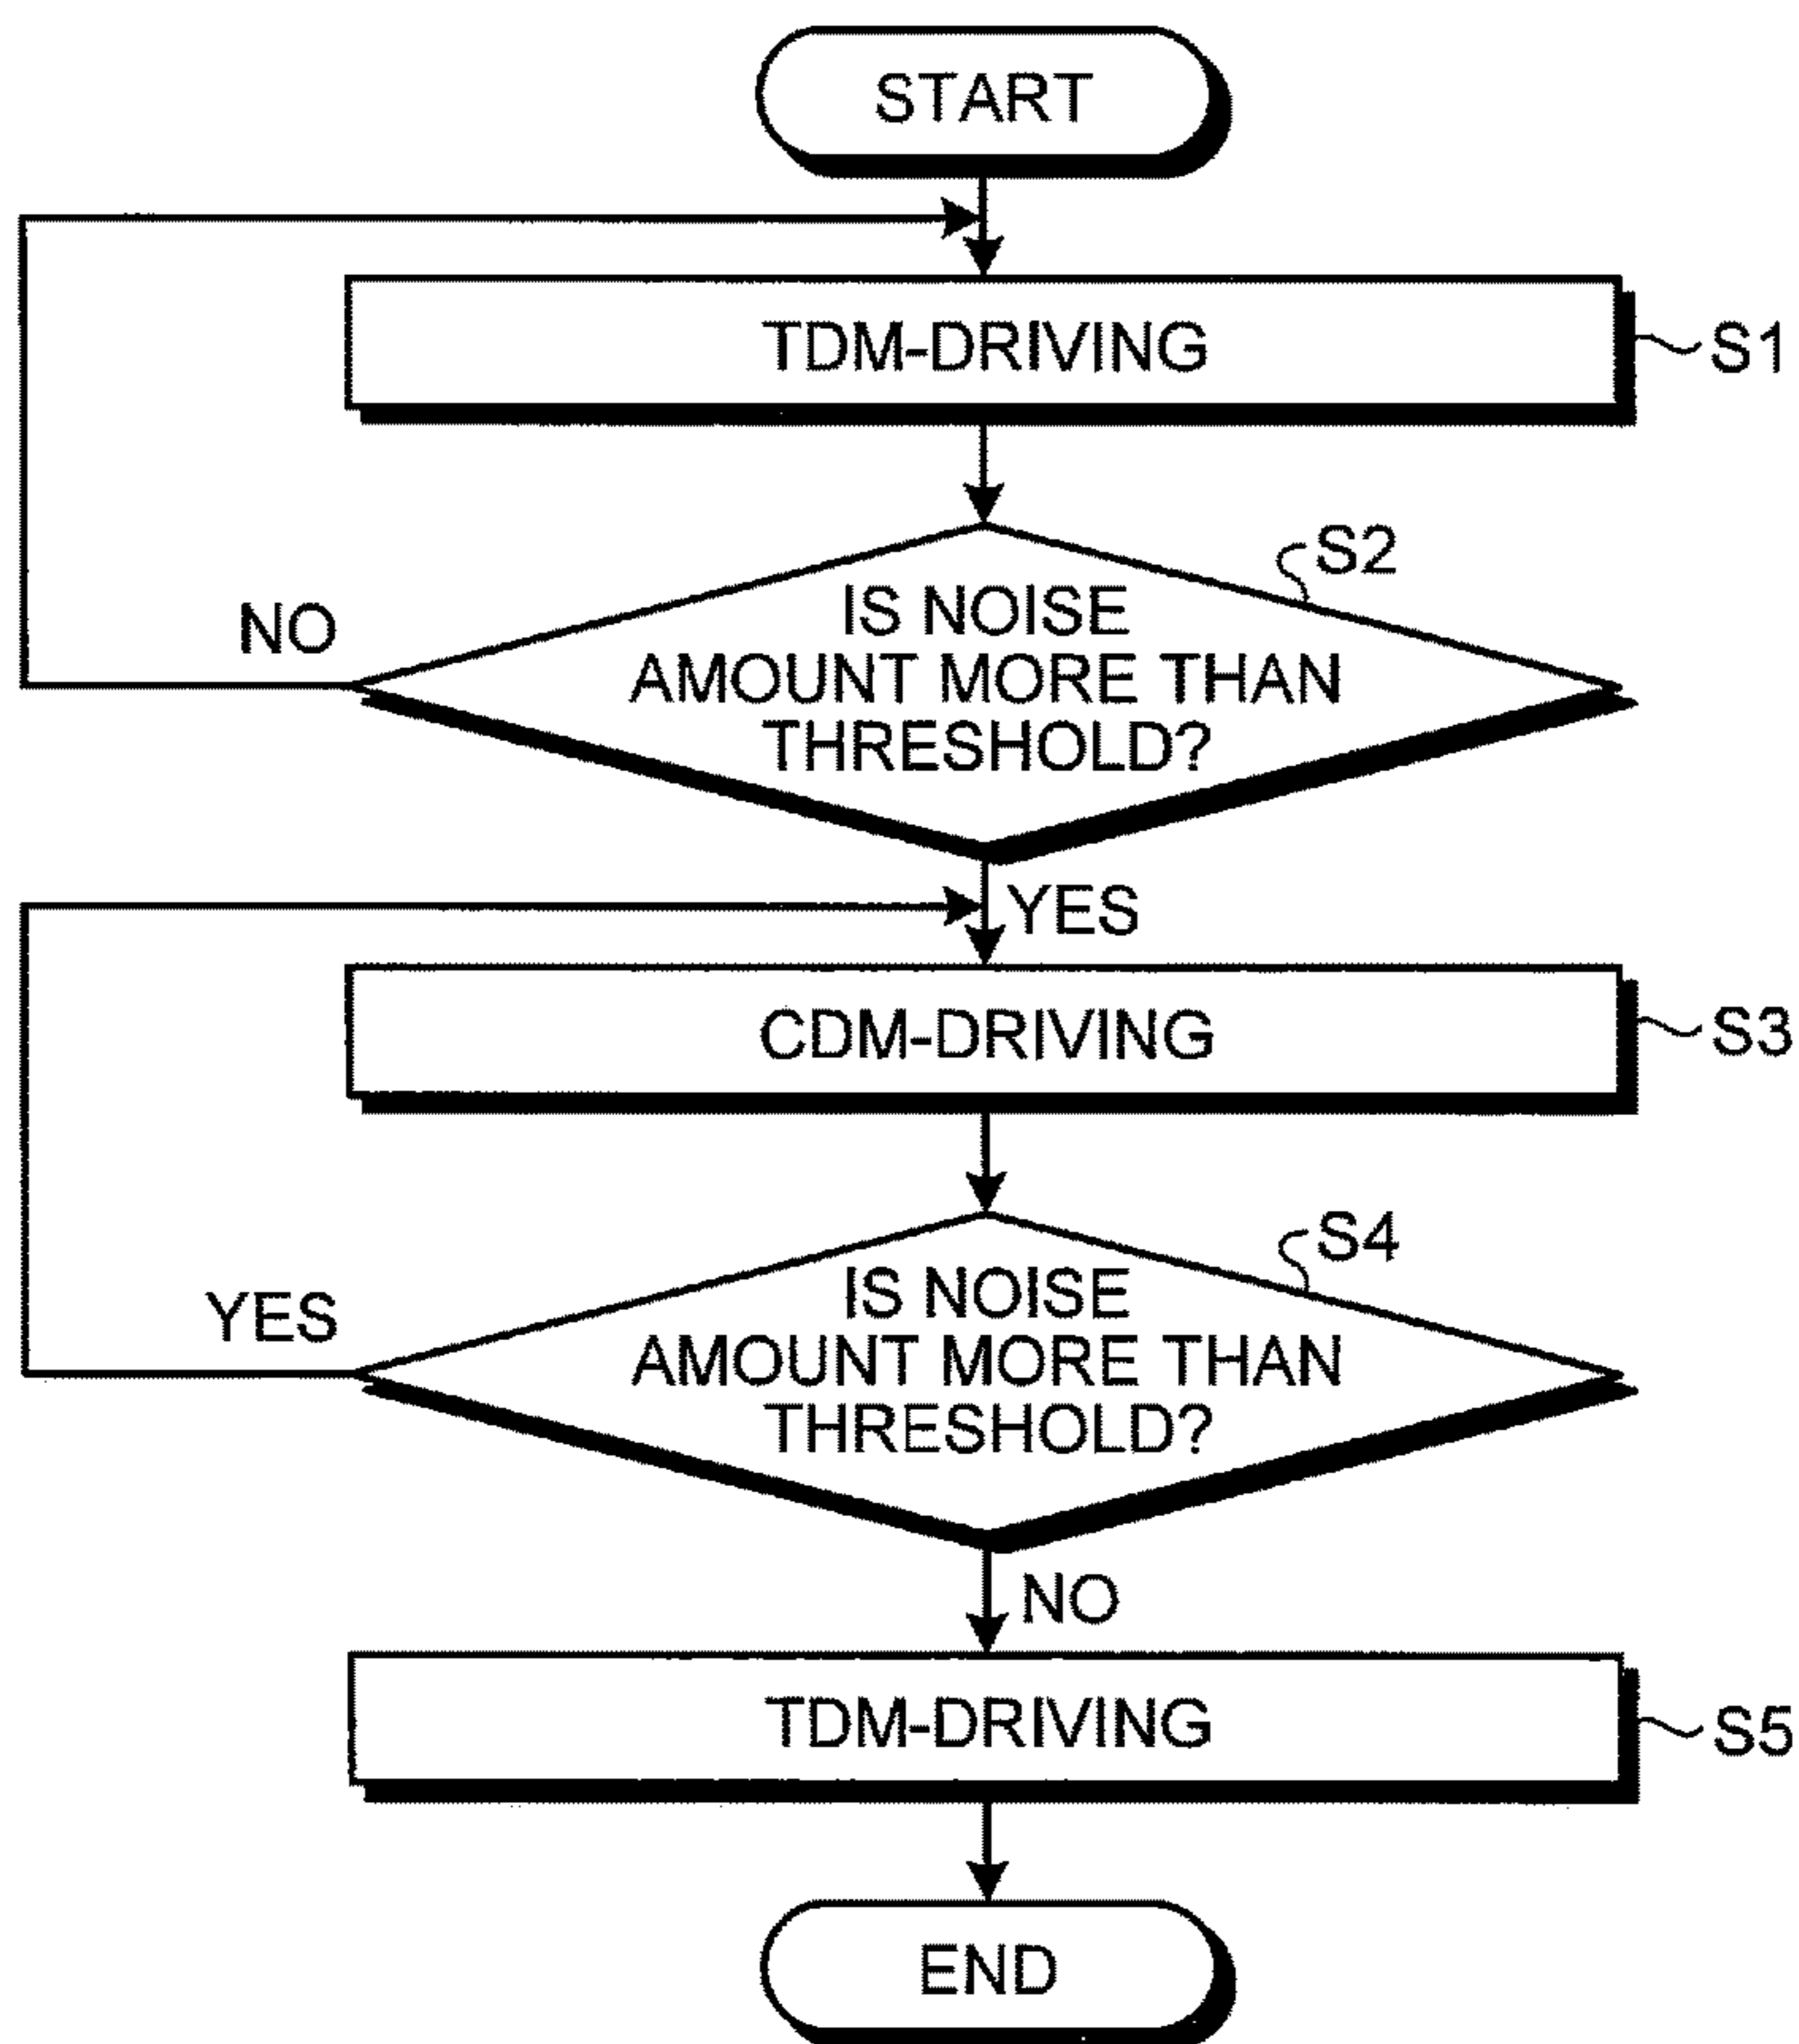 START
TDM-DRIVING
S1
S2
IS NOISE
AMOUNT MORE THAN
THRESHOLD?
NO
YES
CDM-DRIVING
S3
S4
IS NOISE
AMOUNT MORE THAN
THRESHOLD?
YES
NO
TDM-DRIVING
S5
END